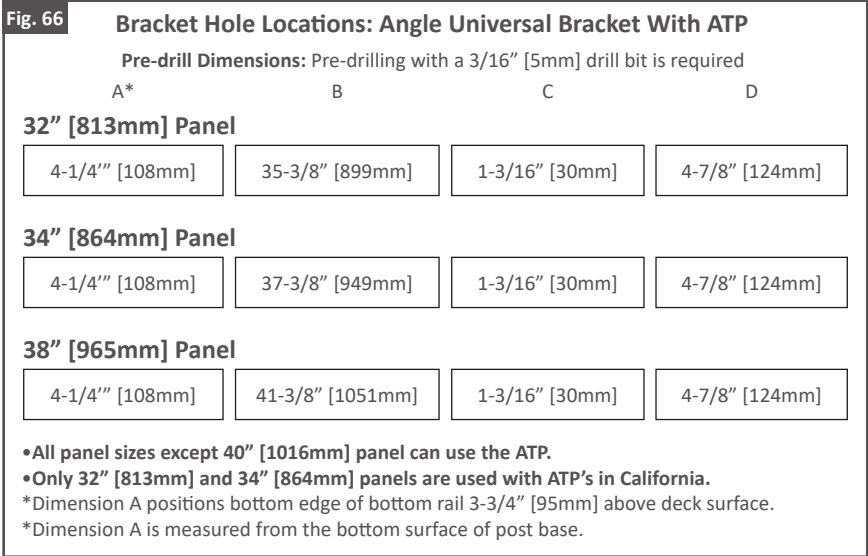 Fig. 66
Bracket Hole Locations: Angle Universal Bracket With ATP
Pre-drill Dimensions: Pre-drilling with a 3/16” [5mm] drill bit is required
A* B C D
32” [813mm] Panel
4-1/4’” [108mm] 35-3/8” [899mm] 1-3/16” [30mm] 4-7/8” [124mm]
34” [864mm] Panel
4-1/4’” [108mm] 37-3/8” [949mm] 1-3/16” [30mm] 4-7/8” [124mm]
38” [965mm] Panel
4-1/4’” [108mm] 41-3/8” [1051mm] 1-3/16” [30mm] 4-7/8” [124mm]
•All panel sizes except 40” [1016mm] panel can use the ATP.
•Only 32” [813mm] and 34” [864mm] panels are used with ATP’s in California.
*Dimension A positions bottom edge of bottom rail 3-3/4” [95mm] above deck surface.
*Dimension A is measured from the bottom surface of post base.